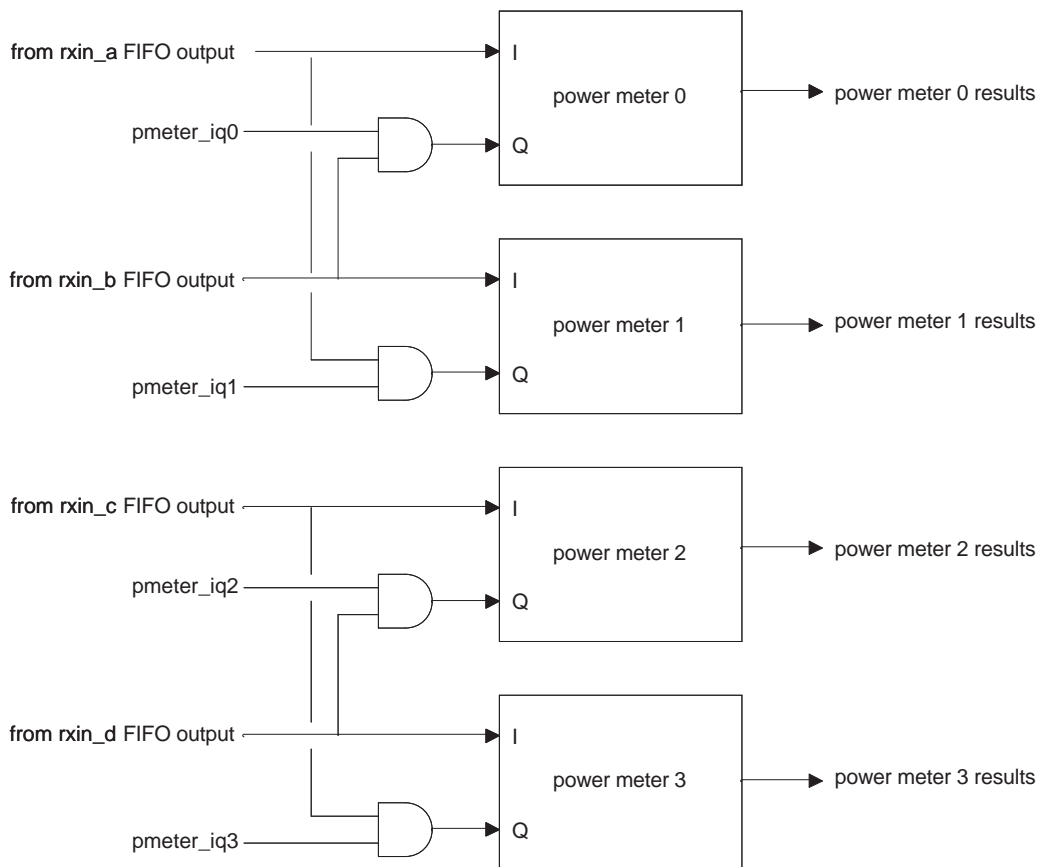 from rxin_a FIFO output
I
power meter 0
power meter 0 results
pmeter_iq0
Q
from rxin_b FIFO output
I
power meter 1
power meter 1 results
pmeter_iq1
Q
from rxin_c FIFO output
I
power meter 2
power meter 2 results
pmeter_iq2
Q
from rxin_d FIFO output
I
power meter 3
power meter 3 results
pmeter_iq3
Q